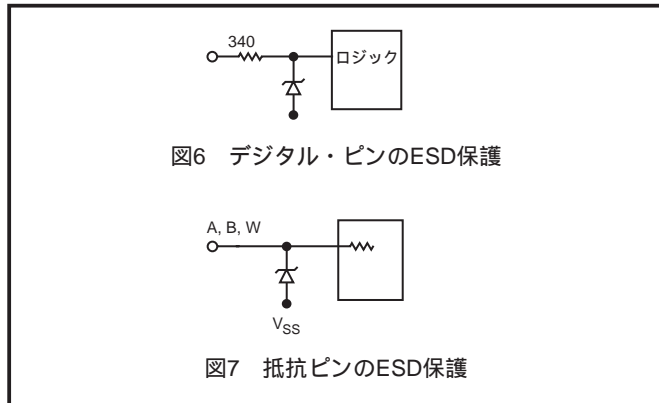 340
ロジック
図6 デジタル・ピンのESD保護
A, B, W
VSS
図7 抵抗ピンのESD保護